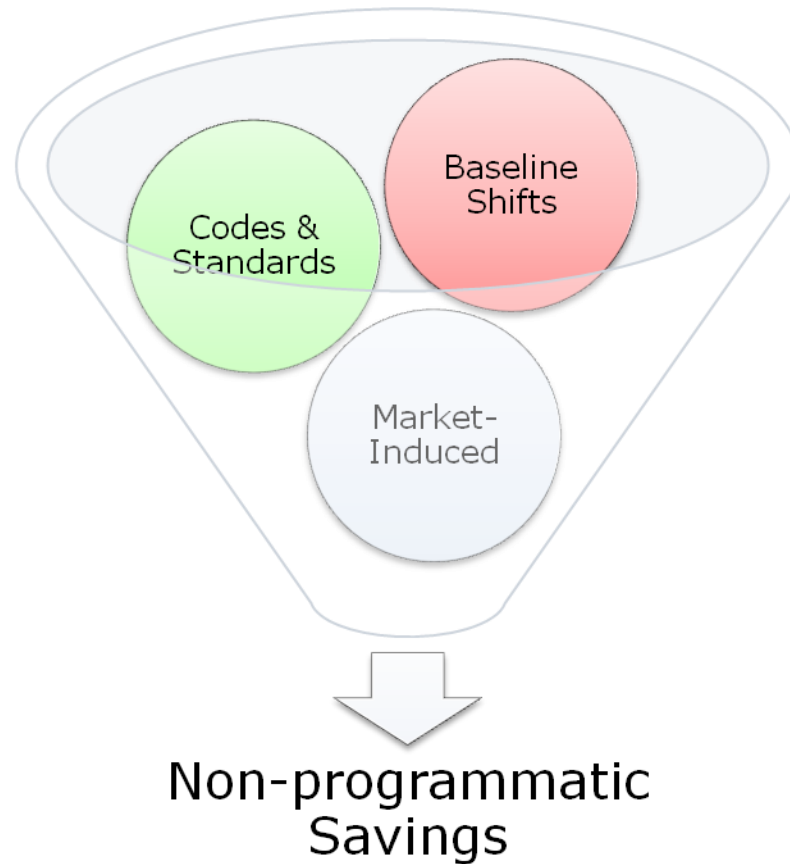 Baseline
Shifts
Codes &
Standards
Market-
Induced
Non-programmatic
Savings